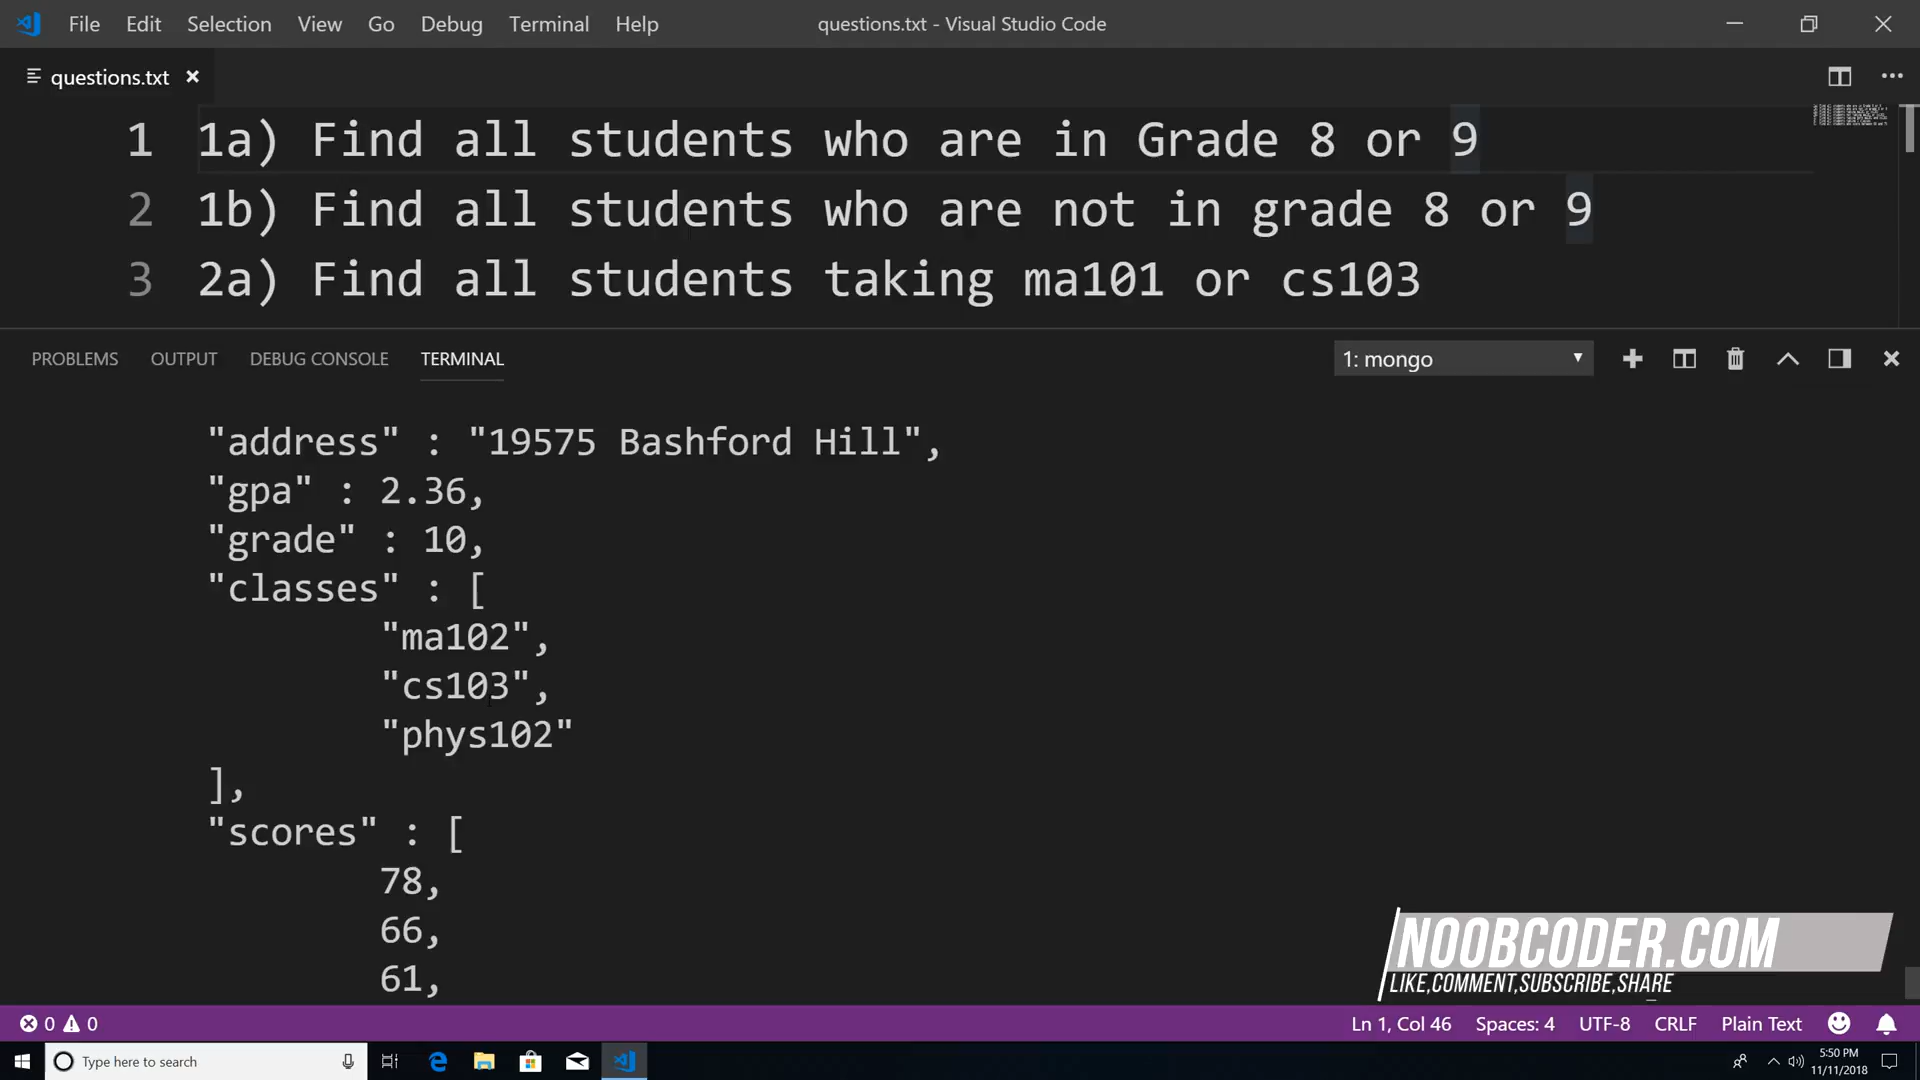 File Edit Selection View Go Debug Terminal Help
questions.txt - Visual Studio Code
questions.txt
1 1a) Find all students who are in Grade 8 or 9
2 1b) Find all students who are not in grade 8 or 9
3 2a) Find all students taking ma101 or cs103
PROBLEMS OUTPUT DEBUG CONSOLE TERMINAL
1: mongo
"address" : "19575 Bashford Hill",
"gpa" : 2.36,
"grade" : 10,
"classes" : [
"ma102",
"cs103",
"phys102"
],
"scores" : [
78,
66,
61,
NOOBCODER.COM
LIKE,COMMENT,SUBSCRIBE,SHARE
0 0
Ln 1, Col 46 Spaces: 4 UTF-8 CRLF Plain Text
Type here to search
5:50 PM
11/11/2018